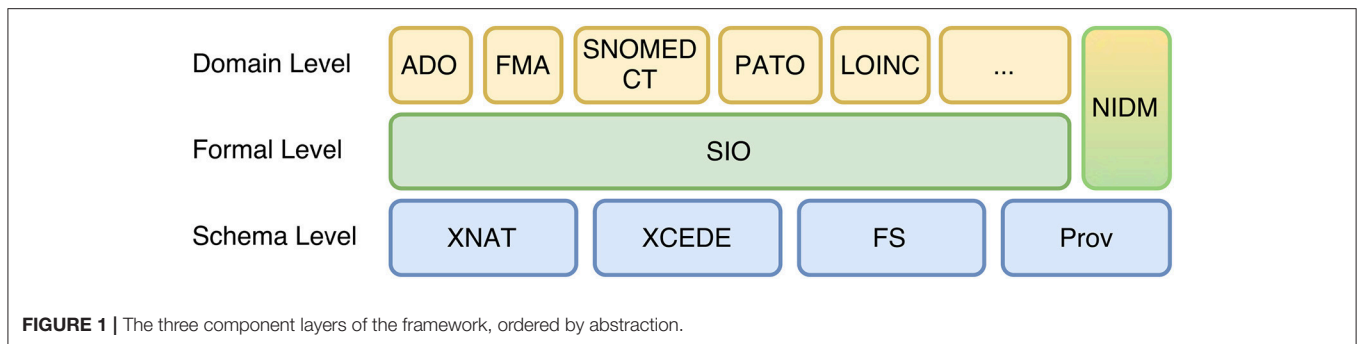 Domain Level
ADO
FMA
SNOMED
CT
PATO
LOINC
...
NIDM
Formal Level
SIO
Schema Level
XNAT
XCEDE
FS
Prov
FIGURE 1 | The three component layers of the framework, ordered by abstraction.